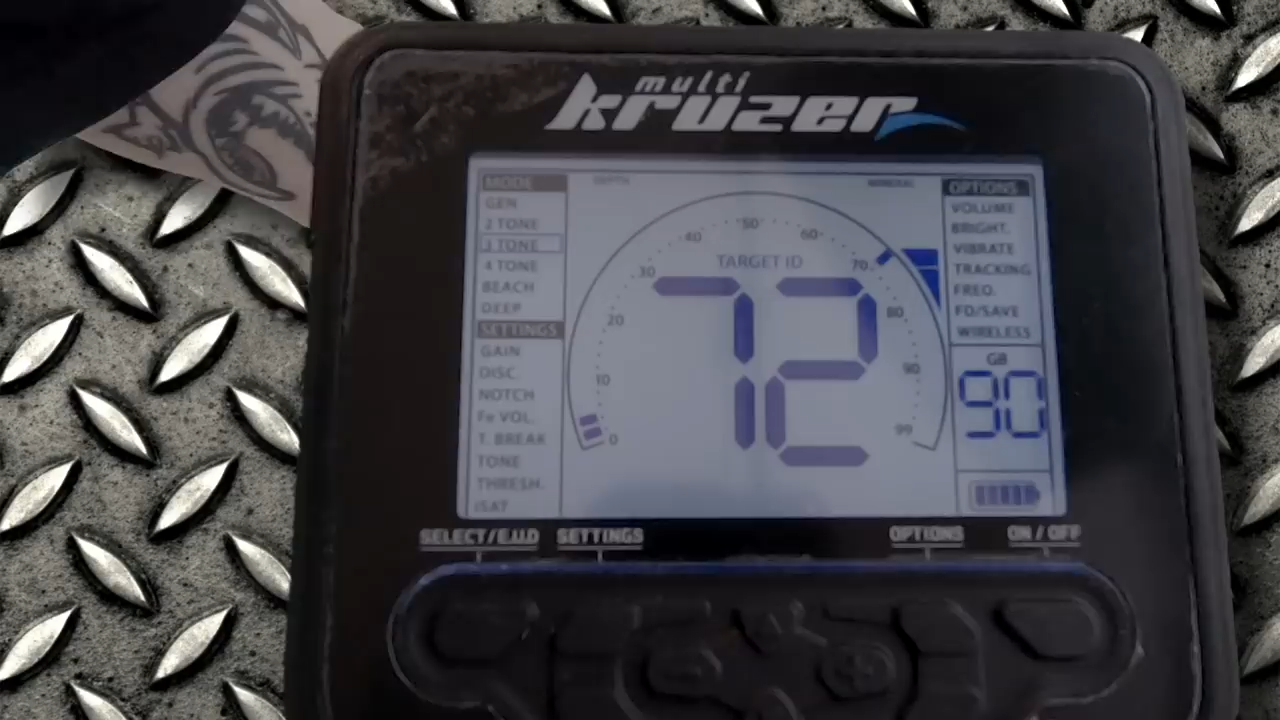 multi
kruzer
MODE
GEN
2 TONE
3 TONE
4 TONE
BEACH
DEEP
SETTINGS
GAIN
DISC.
NOTCH
Fe VOL.
T. BREAK
TONE
THRESH.
iSAT
DEPTH
MINERAL
0
10
20
30
40
50
60
70
80
90
99
TARGET ID
72
OPTIONS
VOLUME
BRIGHT.
VIBRATE
TRACKING
FREQ.
FD/SAVE
WIRELESS
GB
90
SELECT/E.U.D
SETTINGS
OPTIONS
ON / OFF